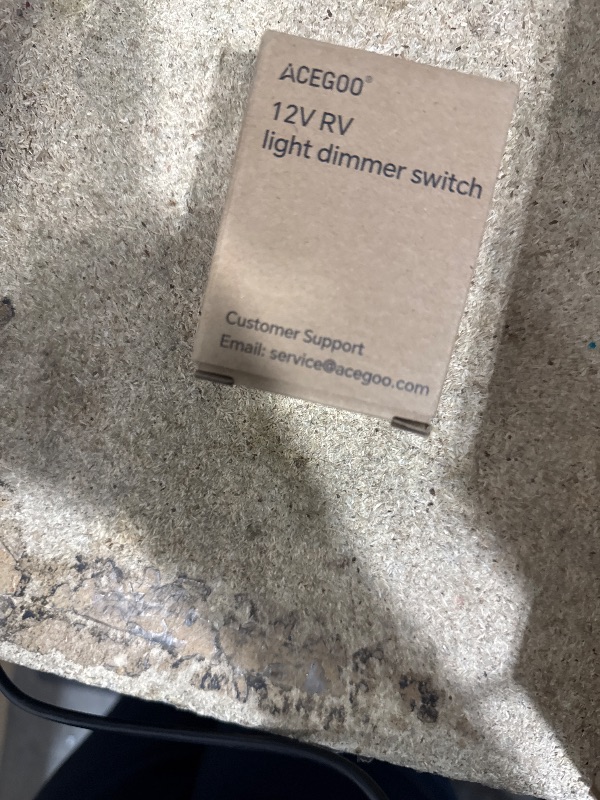 ACEGOO®
12V RV
light dimmer switch
Customer Support
Email: service@acegoo.com